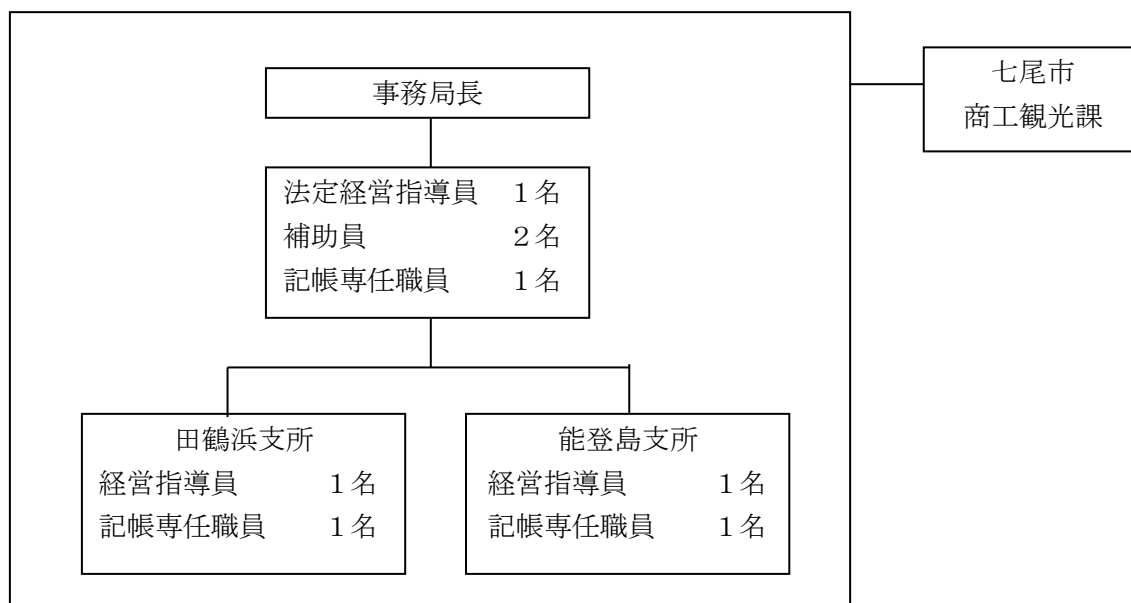 事務局長
七尾市
商工観光課
法定経営指導員　１名
補助員　２名
記帳専任職員　１名
田鶴浜支所
経営指導員　１名
記帳専任職員　１名
能登島支所
経営指導員　１名
記帳専任職員　１名